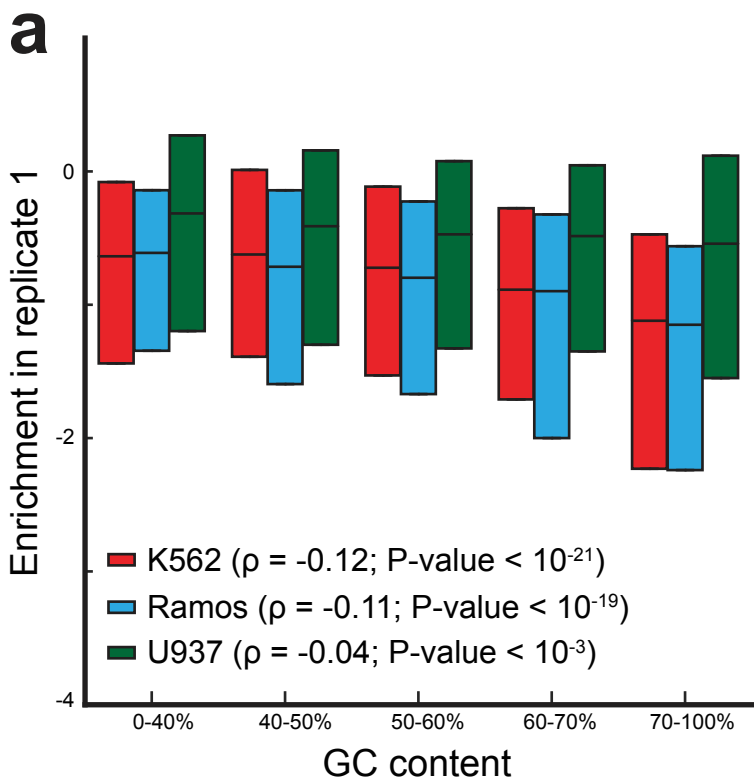 a
Enrichment in replicate 1
0
-2
-4
K562 (ρ = -0.12; P-value < 10-21)
Ramos (ρ = -0.11; P-value < 10-19)
U937 (ρ = -0.04; P-value < 10-3)
0-40% 40-50% 50-60% 60-70% 70-100%
GC content